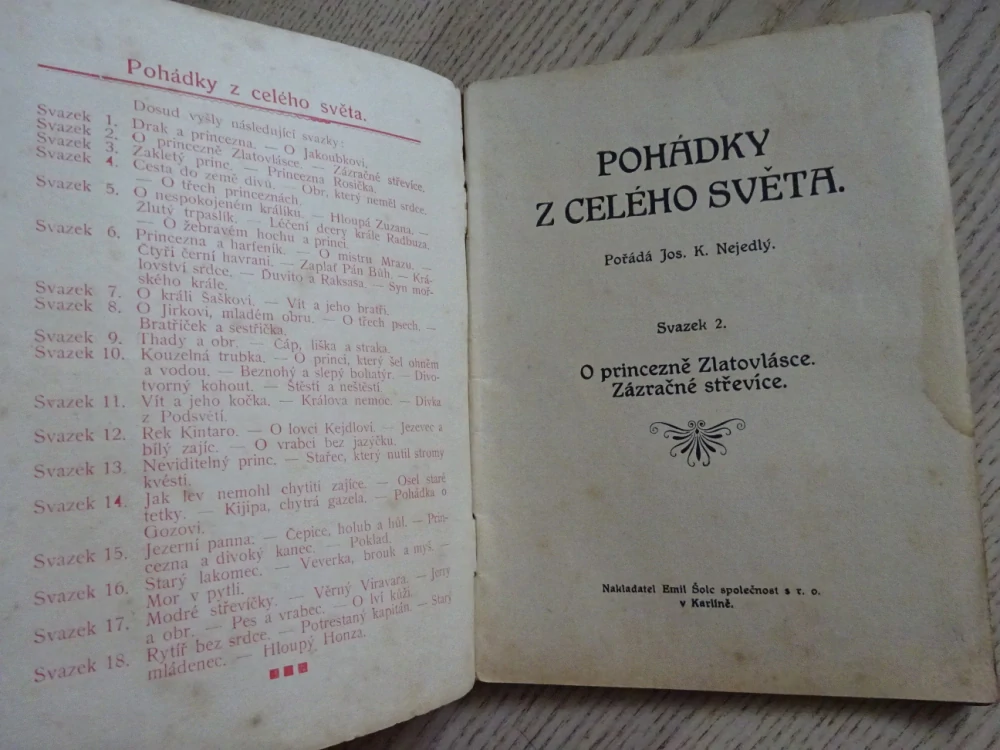 Pohádky z celého světa.
Dosud vyšly následující svazky:
Svazek 1. Drak a princezna. — O Jakoubkovi.
Svazek 2. O princezně Zlatovlásce. — Zázračné střevíce.
Svazek 3. Zakletý princ. — Princezna Rosička.
Svazek 4. Cesta do země divů. — Obr, který neměl srdce.
— O třech princeznách.
Svazek 5. O nespokojeném králíku. — Hloupá Zuzana. —
Žlutý trpaslík. — Léčení dcery krále Radbuza.
— O žebravém hochu a princi.
Svazek 6. Princezna a harfeník. — O mistru Mrazu. —
Čtyři černí havrani. — Zaplať Pán Bůh. — Krá-
lovství srdce. — Duvito a Raksaša. — Syn moř-
ského krále.
Svazek 7. O králi Šaškovi. — Vít a jeho bratři.
Svazek 8. O Jirkovi, mladém obru. — O třech psech. —
Bratříček a sestřička.
Svazek 9. Thady a obr. — Čáp, liška a straka.
Svazek 10. Kouzelná trubka. — O princi, který šel ohněm
a vodou. — Beznohý a slepý bohatýr. — Divo-
tvorný kohout. — Štěstí a neštěstí.
Svazek 11. Vít a jeho kočka. — Králova nemoc. — Dívka
z Podsvětí.
Svazek 12. Rek Kintaro. — O lovci Kejdlovi. — Jezevec a
bílý zajíc. — O vrabci bez jazýčku.
Svazek 13. Neviditelný princ. — Stařec, který nutil stromy
kvésti.
Svazek 14. Jak lev nemohl chytiti zajíce. — Osel staré
tetky. — Kijipa, chytrá gazela. — Pohádka o
Gozovi.
Svazek 15. Jezerní panna. — Čepice, holub a hůl. — Prin-
cezna a divoký kanec. — Poklad.
Svazek 16. Starý lakomec. — Veverka, brouk a myš. —
Mor v pytli.
Svazek 17. Modré střevíčky. — Věrný Viravara. — Jerry
a obr. — Pes a vrabec. — O lví kůži.
Svazek 18. Rytíř bez srdce. — Potrestaný kapitán. — Starý
mládenec. — Hloupý Honza.
POHÁDKY
Z CELÉHO SVĚTA.
Pořádá Jos. K. Nejedlý.
Svazek 2.
O princezně Zlatovlásce.
Zázračné střevíce.
Nakladatel Emil Šolc společnost s r. o.
v Karlíně.